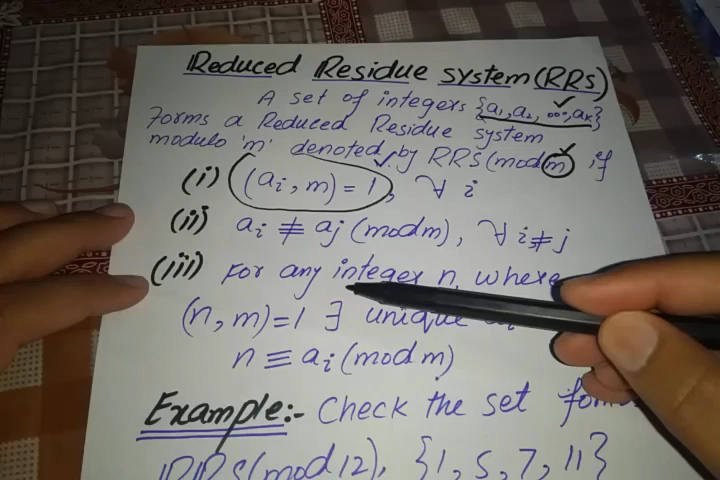 Reduced Residue System (RRS)
A set of integers {a₁, a₂, ..., aₖ}
Forms a Reduced Residue system
modulo 'm' denoted by RRS(mod m) if
(i) (aᵢ, m) = 1, ∀ i
(ii) aᵢ ≢ aⱼ (mod m), ∀ i ≠ j
(iii) For any integer n, where
(n, m) = 1 ∃ unique
n ≡ aᵢ (mod m)
Example:- Check the set
RRS(mod 12), {1, 5, 7, 11}